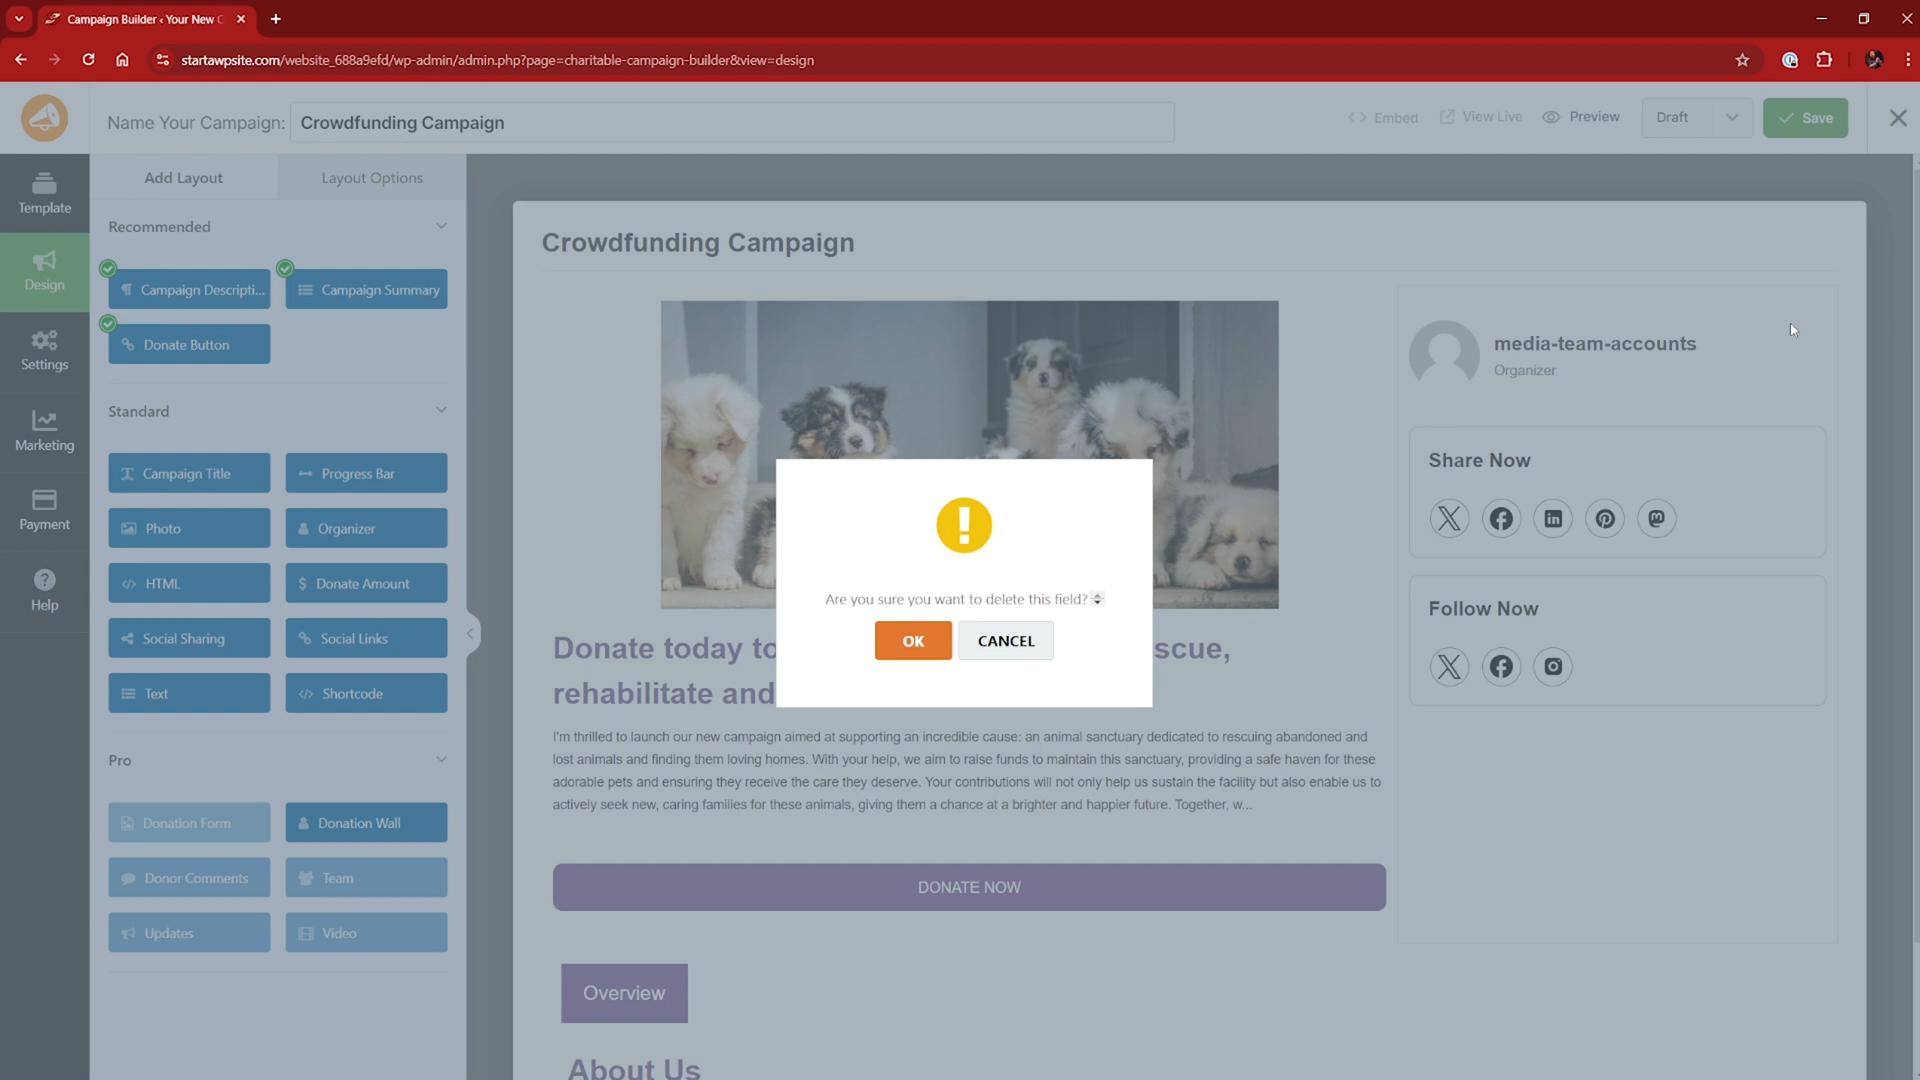 Campaign Builder ‹ Your New C
startawpsite.com/website_688a9efd/wp-admin/admin.php?page=charitable-campaign-builder&view=design
Name Your Campaign:
Crowdfunding Campaign
Embed
View Live
Preview
Draft
Save
Template
Design
Settings
Marketing
Payment
Help
Add Layout
Layout Options
Recommended
Campaign Descripti...
Campaign Summary
Donate Button
Standard
Campaign Title
Progress Bar
Photo
Organizer
HTML
Donate Amount
Social Sharing
Social Links
Text
Shortcode
Pro
Donation Form
Donation Wall
Donor Comments
Team
Updates
Video
Crowdfunding Campaign
media-team-accounts
Organizer
Share Now
Follow Now
Are you sure you want to delete this field?
OK
CANCEL
Donate today to
scue,
rehabilitate and
I'm thrilled to launch our new campaign aimed at supporting an incredible cause: an animal sanctuary dedicated to rescuing abandoned and
lost animals and finding them loving homes. With your help, we aim to raise funds to maintain this sanctuary, providing a safe haven for these
adorable pets and ensuring they receive the care they deserve. Your contributions will not only help us sustain the facility but also enable us to
actively seek new, caring families for these animals, giving them a chance at a brighter and happier future. Together, w...
DONATE NOW
Overview
About Us